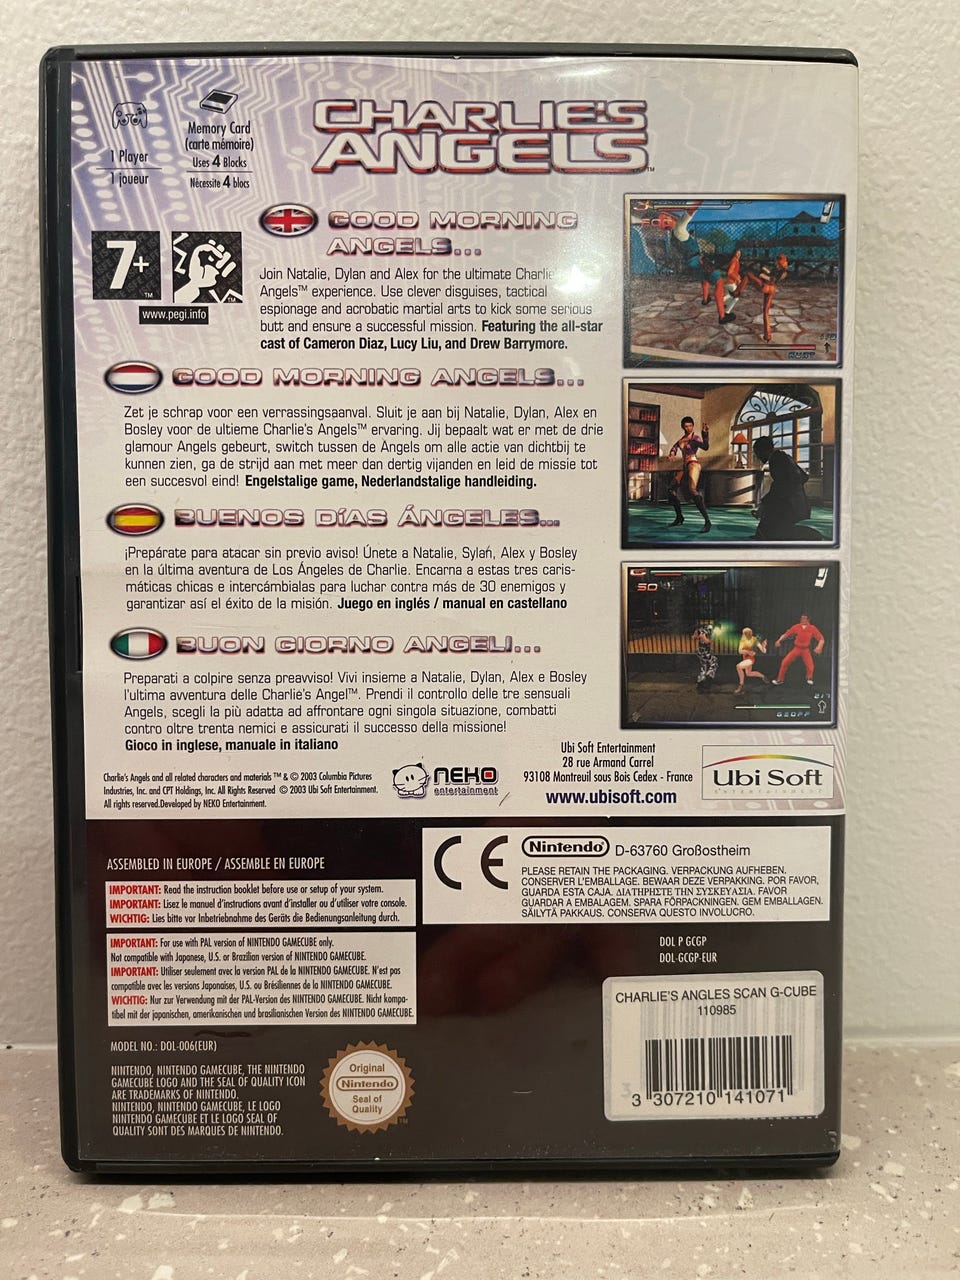 1 Player
1 joueur
Memory Card
(carte mémoire)
Uses 4 Blocks
Nécessite 4 blocs
CHARLIE'S
ANGELS™
7+™
www.pegi.info
GOOD MORNING
ANGELS...
Join Natalie, Dylan and Alex for the ultimate Charlie's
Angels™ experience. Use clever disguises, tactical
espionage and acrobatic martial arts to kick some serious
butt and ensure a successful mission. Featuring the all-star
cast of Cameron Diaz, Lucy Liu, and Drew Barrymore.
GOOD MORNING ANGELS...
Zet je schrap voor een verrassingsaanval. Sluit je aan bij Natalie, Dylan, Alex en
Bosley voor de ultieme Charlie's Angels™ ervaring. Jij bepaalt wat er met de drie
glamour Angels gebeurt, switch tussen de Angels om alle actie van dichtbij te
kunnen zien, ga de strijd aan met meer dan dertig vijanden en leid de missie tot
een succesvol eind! Engelstalige game, Nederlandstalige handleiding.
BUENOS DÍAS ÁNGELES...
¡Prepárate para atacar sin previo aviso! Únete a Natalie, Sylan, Alex y Bosley
en la última aventura de Los Ángeles de Charlie. Encarna a estas tres caris-
máticas chicas e intercámbialas para luchar contra más de 30 enemigos y
garantizar así el éxito de la misión. Juego en inglés / manual en castellano
BUON GIORNO ANGELI...
Preparati a colpire senza preavviso! Vivi insieme a Natalie, Dylan, Alex e Bosley
l'ultima avventura delle Charlie's Angel™. Prendi il controllo delle tre sensuali
Angels, scegli la più adatta ad affrontare ogni singola situazione, combatti
contro oltre trenta nemici e assicurati il successo della missione!
Gioco in inglese, manuale in italiano
50
GEOFF
Charlie's Angels and all related characters and materials ™ & © 2003 Columbia Pictures
Industries, Inc. and CPT Holdings, Inc. All Rights Reserved © 2003 Ubi Soft Entertainment.
All rights reserved.Developed by NEKO Entertainment.
NEKO
entertainment
Ubi Soft Entertainment
28 rue Armand Carrel
93108 Montreuil sous Bois Cedex - France
www.ubisoft.com
Ubi Soft
ENTERTAINMENT
ASSEMBLED IN EUROPE / ASSEMBLE EN EUROPE
IMPORTANT: Read the instruction booklet before use or setup of your system.
IMPORTANT: Lisez le manuel d'instructions avant d'installer ou d'utiliser votre console.
WICHTIG: Lies bitte vor Inbetriebnahme des Geräts die Bedienungsanleitung durch.
IMPORTANT: For use with PAL version of NINTENDO GAMECUBE only.
Not compatible with Japanese, U.S. or Brazilian version of NINTENDO GAMECUBE.
IMPORTANT: Utiliser seulement avec la version PAL de la NINTENDO GAMECUBE. N'est pas
compatible avec les versions Japonaises, U.S. ou Brésiliennes de la NINTENDO GAMECUBE.
WICHTIG: Nur zur Verwendung mit der PAL-Version des NINTENDO GAMECUBE. Nicht kompa-
tibel mit der japanischen, amerikanischen und brasilianischen Version des NINTENDO GAMECUBE.
CE
Nintendo D-63760 Großostheim
PLEASE RETAIN THE PACKAGING. VERPACKUNG AUFHEBEN.
CONSERVER L'EMBALLAGE. BEWAAR DEZE VERPAKKING. POR FAVOR,
GUARDA ESTA CAJA. ΔΙΑΤΗΡΗΣΤΕ ΤΗΝ ΣΥΣΚΕΥΑΣΙΑ. FAVOR
GUARDAR A EMBALAGEM. SPARA FÖRPACKNINGEN. GEM EMBALLAGEN.
SÄILYTÄ PAKKAUS. CONSERVA QUESTO INVOLUCRO.
DOL P GCGP
DOL-GCGP-EUR
CHARLIE'S ANGLES SCAN G-CUBE
110985
3 307210 141071
MODEL NO.: DOL-006(EUR)
NINTENDO, NINTENDO GAMECUBE, THE NINTENDO
GAMECUBE LOGO AND THE SEAL OF QUALITY ICON
ARE TRADEMARKS OF NINTENDO.
NINTENDO, NINTENDO GAMECUBE, LE LOGO
NINTENDO GAMECUBE ET LE LOGO SEAL OF
QUALITY SONT DES MARQUES DE NINTENDO.
Original
Nintendo
Seal of
Quality
TM